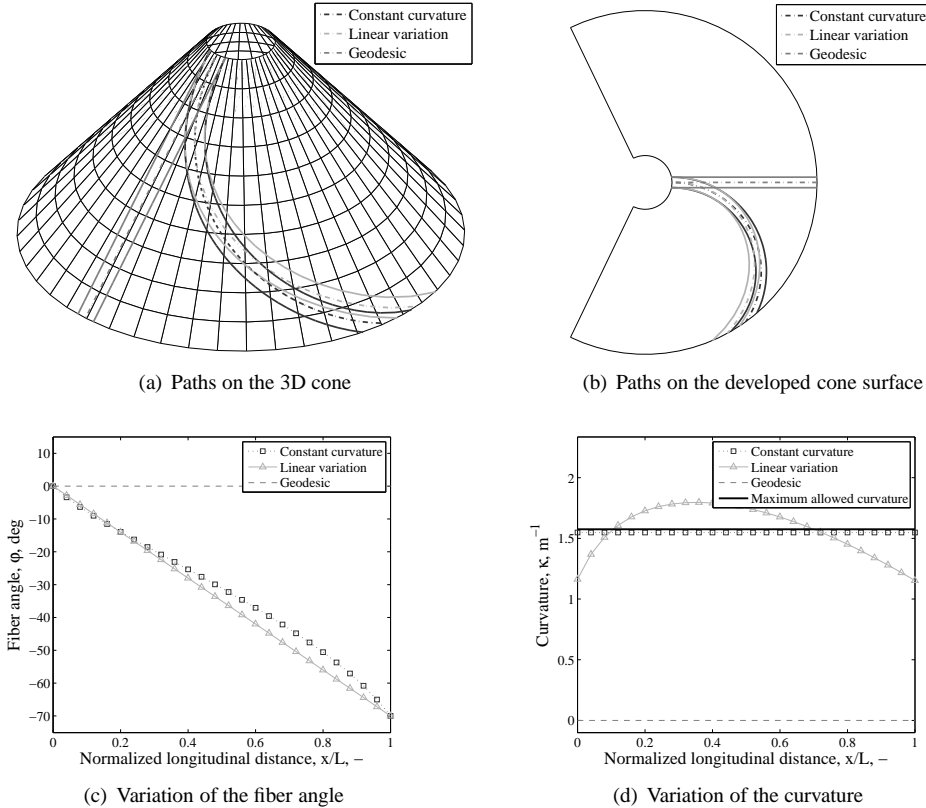 Constant curvature
Linear variation
Geodesic
Constant curvature
Linear variation
Geodesic
(a) Paths on the 3D cone
(b) Paths on the developed cone surface
10
0
−10
−20
−30
−40
−50
−60
−70
Fiber angle, φ, deg
Constant curvature
Linear variation
Geodesic
0
0.2
0.4
0.6
0.8
1
Normalized longitudinal distance, x/L, −
(c) Variation of the fiber angle
2
1.5
1
0.5
0
Curvature, κ, m⁻¹
Constant curvature
Linear variation
Geodesic
Maximum allowed curvature
0
0.2
0.4
0.6
0.8
1
Normalized longitudinal distance, x/L, −
(d) Variation of the curvature